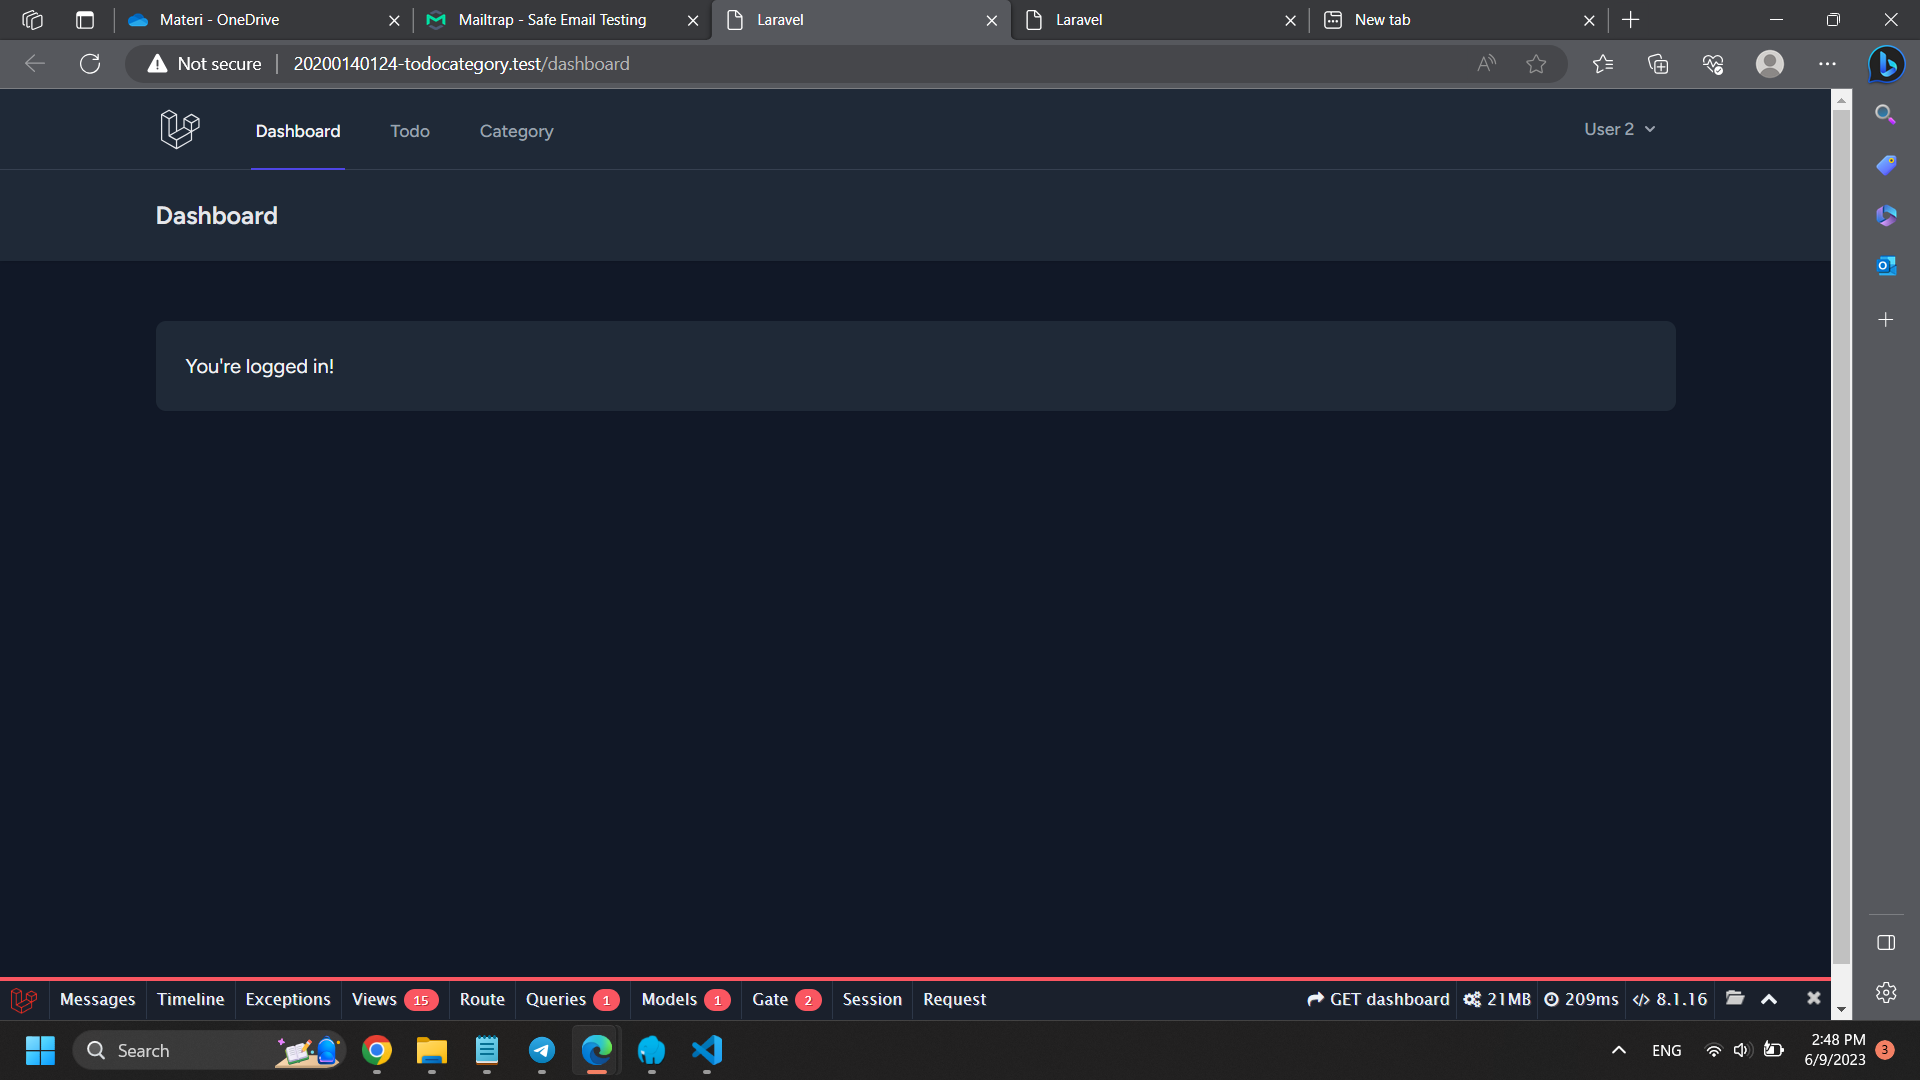 Materi - OneDrive
Mailtrap - Safe Email Testing
Laravel
Laravel
New tab
Not secure
20200140124-todocategory.test/dashboard
Dashboard
Todo
Category
User 2
Dashboard
You're logged in!
Messages
Timeline
Exceptions
Views 15
Route
Queries 1
Models 1
Gate 2
Session
Request
GET dashboard
21MB
209ms
8.1.16
Search
ENG
2:48 PM
6/9/2023
3